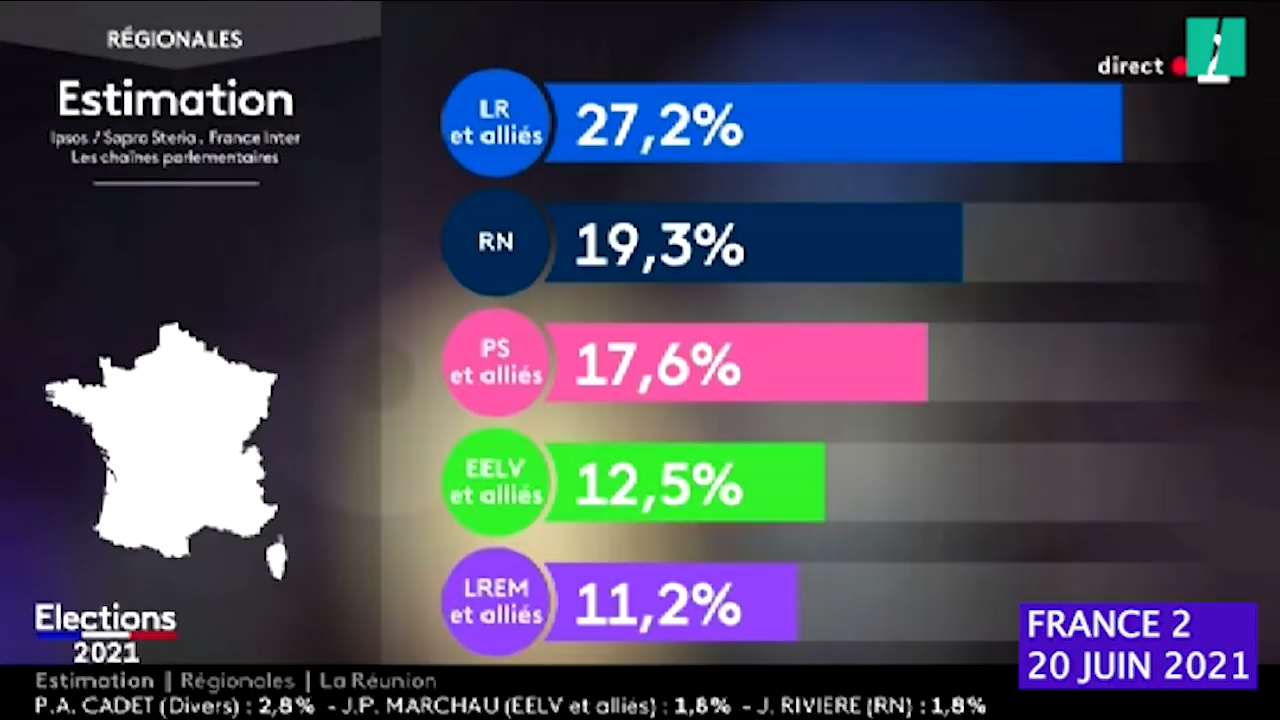 RÉGIONALES
Estimation
Ipsos / Sopra Steria . France Inter
Les chaînes parlementaires
direct
2
LR
et alliés
27,2%
RN
19,3%
PS
et alliés
17,6%
EELV
et alliés
12,5%
LREM
et alliés
11,2%
Elections
2021
FRANCE 2
20 JUIN 2021
Estimation | Régionales | La Réunion
P.A. CADET (Divers) : 2,8% - J.P. MARCHAU (EELV et alliés) : 1,8% - J. RIVIERE (RN) : 1,8%